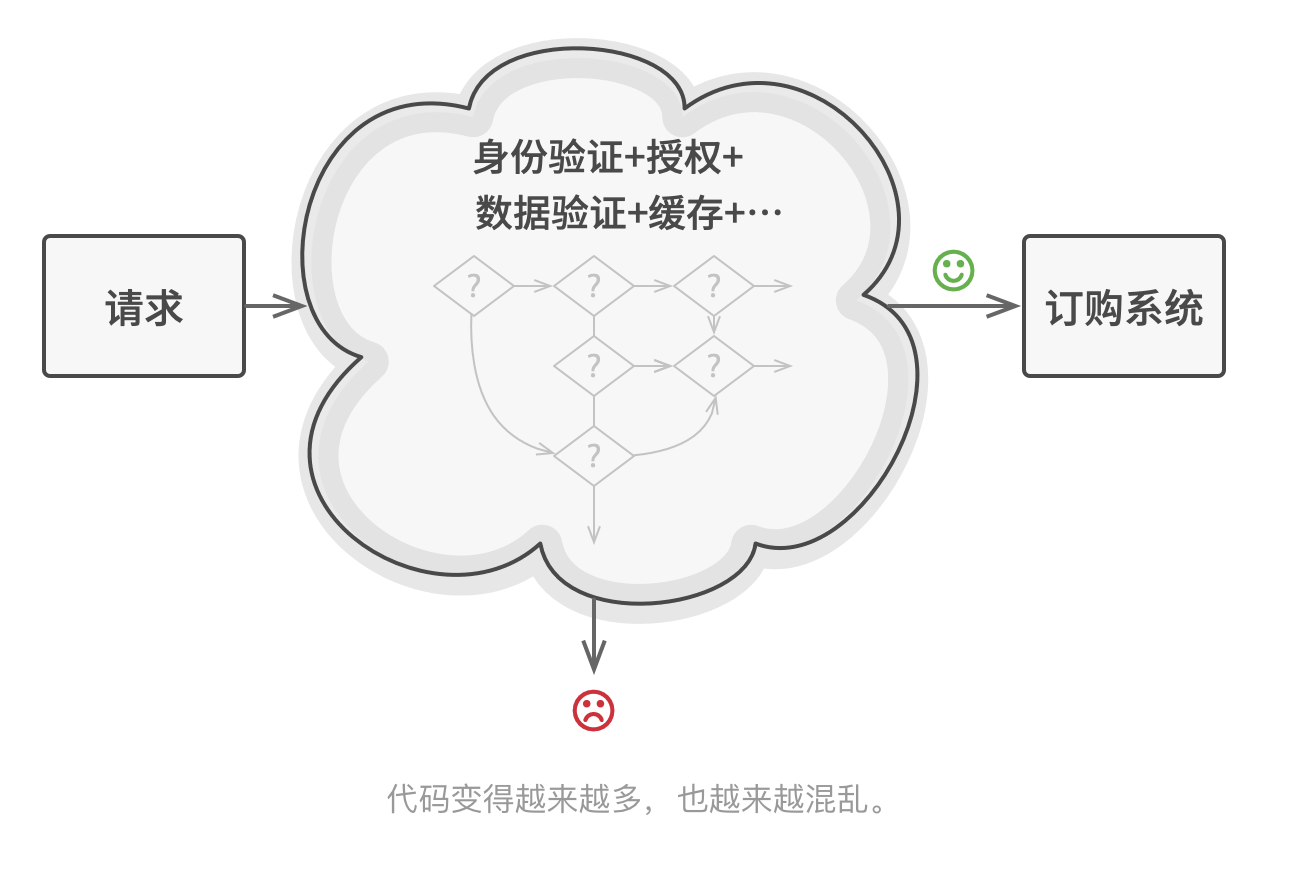 身份验证+授权+
数据验证+缓存+···
请求
订购系统
? ? ?
? ?
?
代码变得越来越多，也越来越混乱。